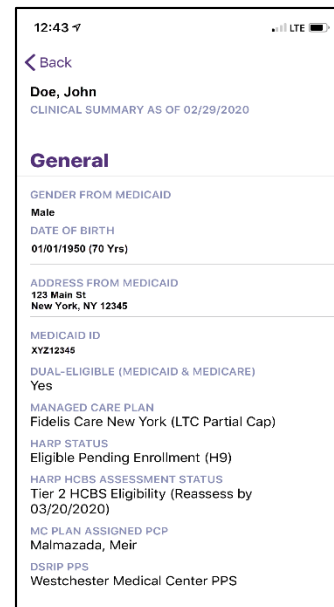 12:43
LTE
Back
Doe, John
CLINICAL SUMMARY AS OF 02/29/2020
General
GENDER FROM MEDICAID
Male
DATE OF BIRTH
01/01/1950 (70 Yrs)
ADDRESS FROM MEDICAID
123 Main St
New York, NY 12345
MEDICAID ID
XYZ12345
DUAL-ELIGIBLE (MEDICAID & MEDICARE)
Yes
MANAGED CARE PLAN
Fidelis Care New York (LTC Partial Cap)
HARP STATUS
Eligible Pending Enrollment (H9)
HARP HCBS ASSESSMENT STATUS
Tier 2 HCBS Eligibility (Reassess by
03/20/2020)
MC PLAN ASSIGNED PCP
Malmazada, Meir
DSRIP PPS
Westchester Medical Center PPS